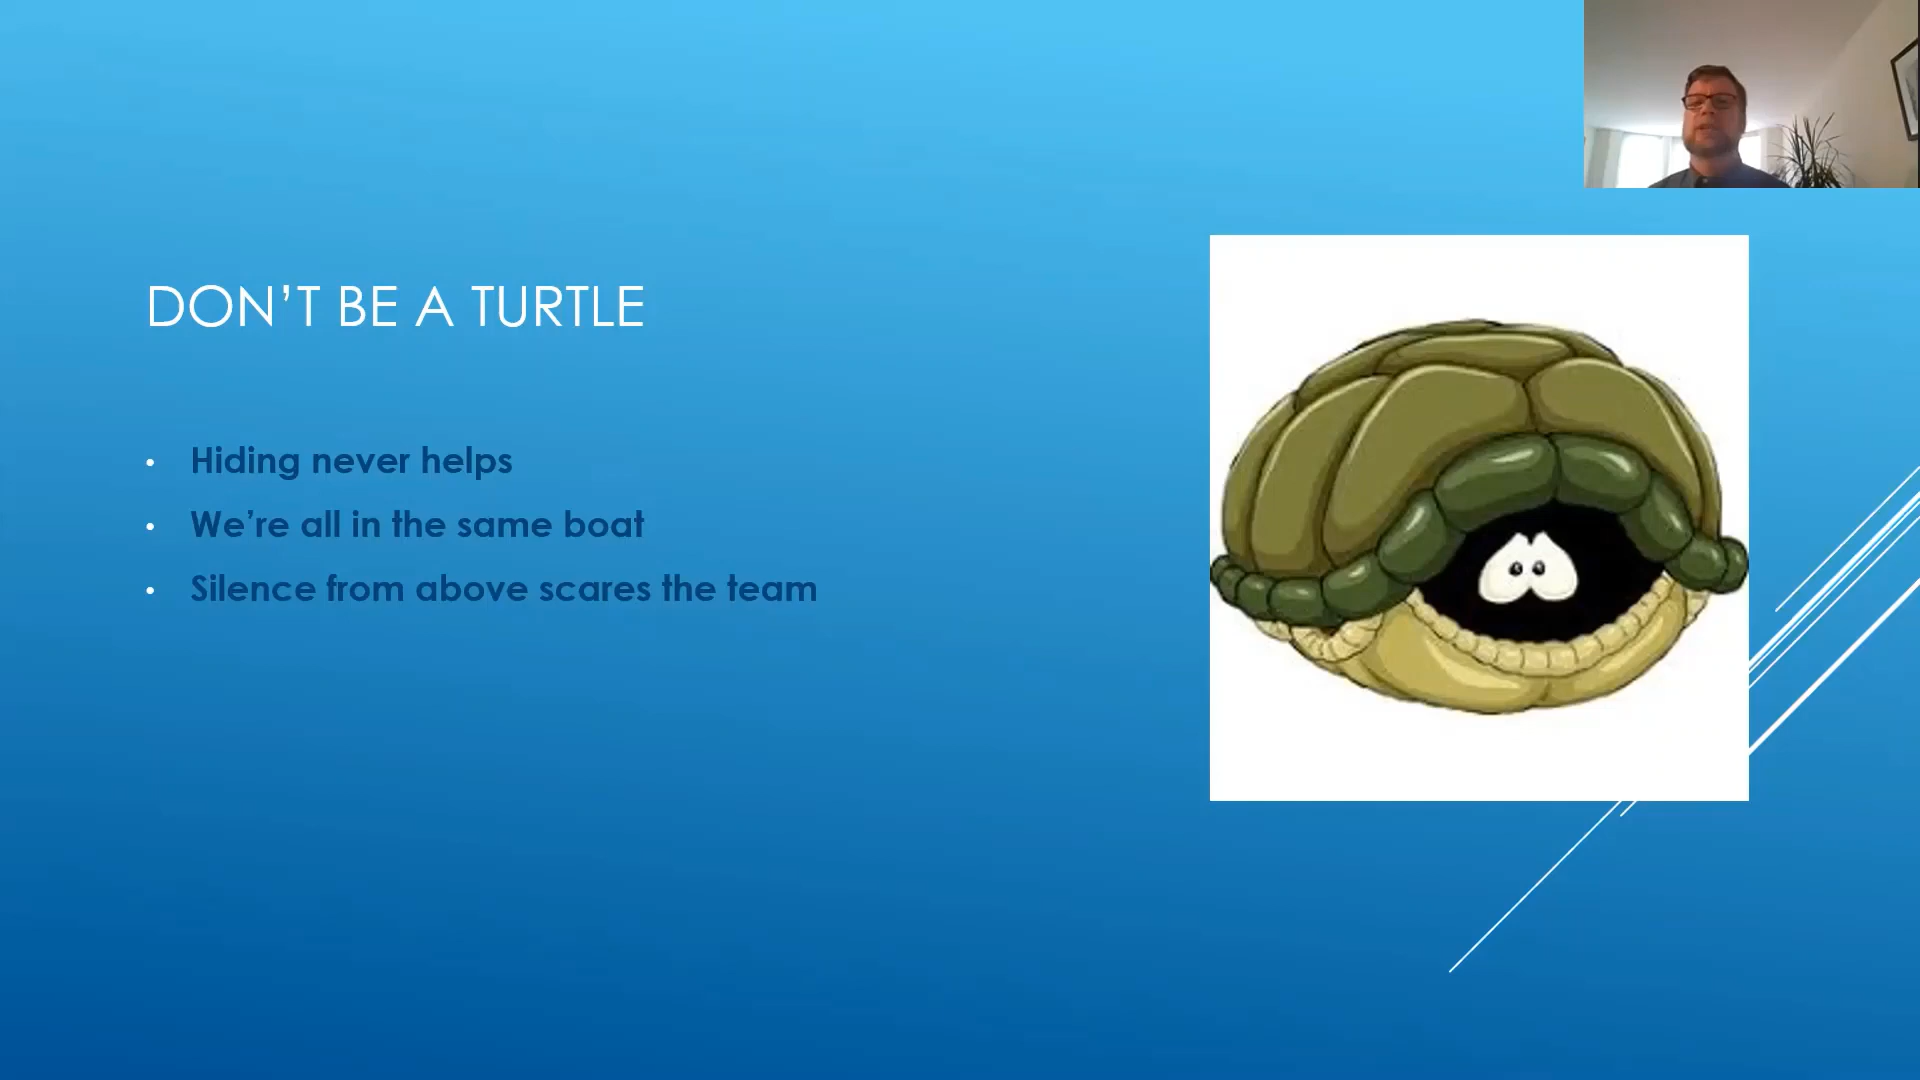 DON’T BE A TURTLE
• Hiding never helps
• We’re all in the same boat
• Silence from above scares the team